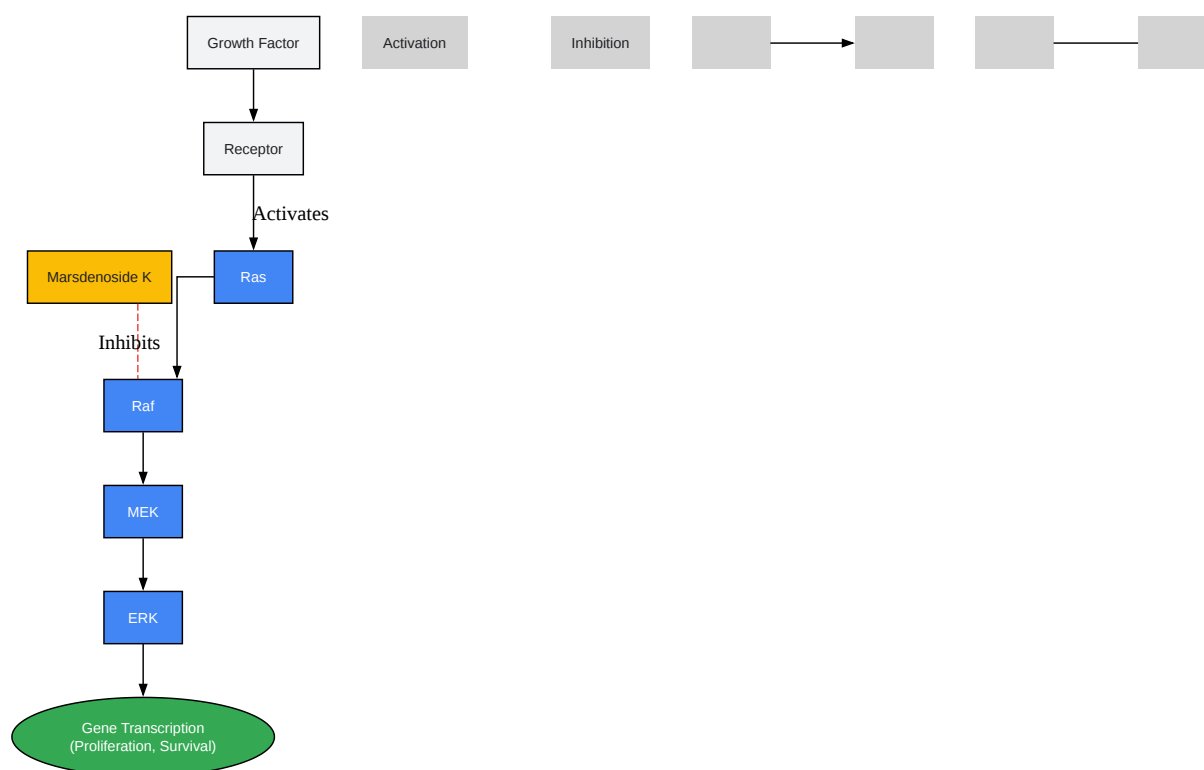 Growth Factor
Activation
Inhibition
Receptor
Activates
Marsdenoside K
Ras
Inhibits
Raf
MEK
ERK
Gene Transcription
(Proliferation, Survival)